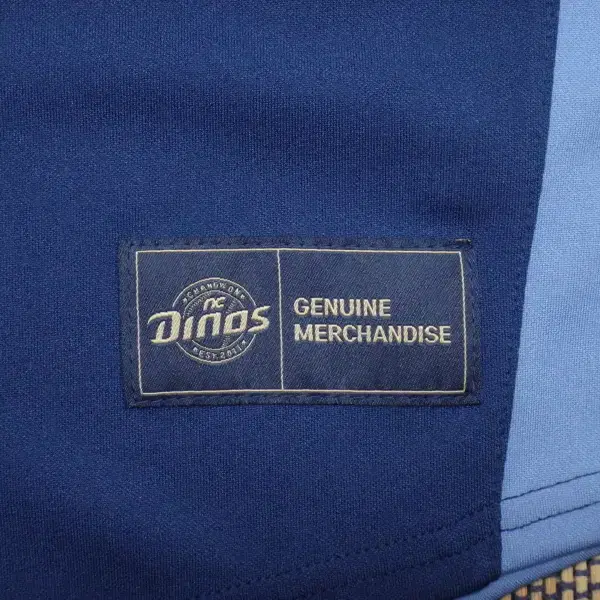 ★CHANGWON★
NC
DINOS
★EST.2011★
GENUINE
MERCHANDISE